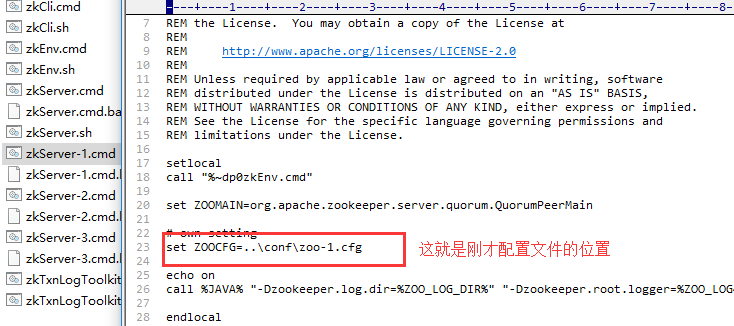 zkCli.cmd
zkCli.sh
zkEnv.cmd
zkEnv.sh
zkServer.cmd
zkServer.cmd.ba
zkServer.sh
zkServer-1.cmd
zkServer-1.cmd.
zkServer-2.cmd
zkServer-2.cmd.
zkServer-3.cmd
zkServer-3.cmd.
zkTxnLogToolkit
1 2 3 4 5 6 7 8
7 REM the License. You may obtain a copy of the License at
8 REM
9 REM http://www.apache.org/licenses/LICENSE-2.0
10 REM
11 REM Unless required by applicable law or agreed to in writing, software
12 REM distributed under the License is distributed on an "AS IS" BASIS,
13 REM WITHOUT WARRANTIES OR CONDITIONS OF ANY KIND, either express or implied.
14 REM See the License for the specific language governing permissions and
15 REM limitations under the License.
16
17 setlocal
18 call "%~dp0zkEnv.cmd"
19
20 set ZOOMAIN=org.apache.zookeeper.server.quorum.QuorumPeerMain
21
22 # own setting
23 set ZOOCFG=..\conf\zoo-1.cfg 这就是刚才配置文件的位置
24
25 echo on
26 call %JAVA% "-Dzookeeper.log.dir=%ZOO_LOG_DIR%" "-Dzookeeper.root.logger=%ZOO_LOG
27
28 endlocal